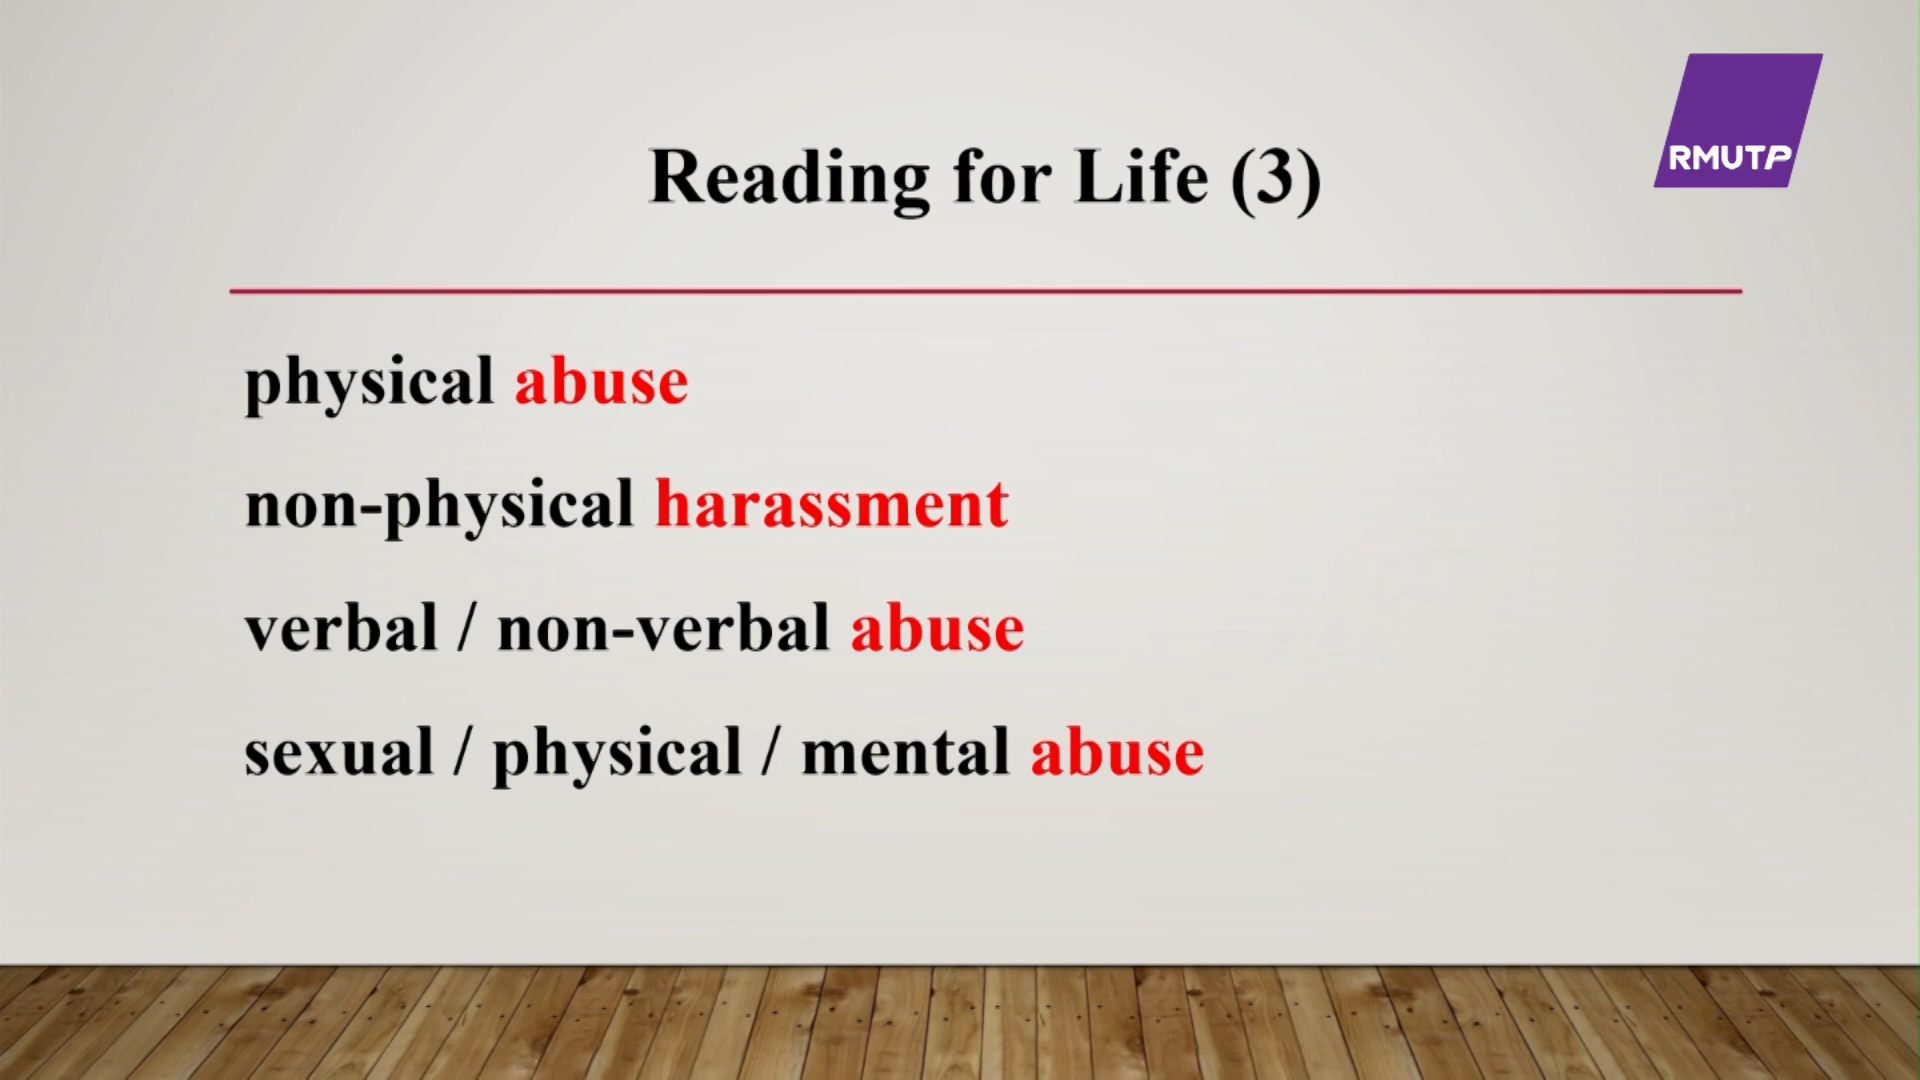 RMUTP
Reading for Life (3)
physical abuse
non-physical harassment
verbal / non-verbal abuse
sexual / physical / mental abuse